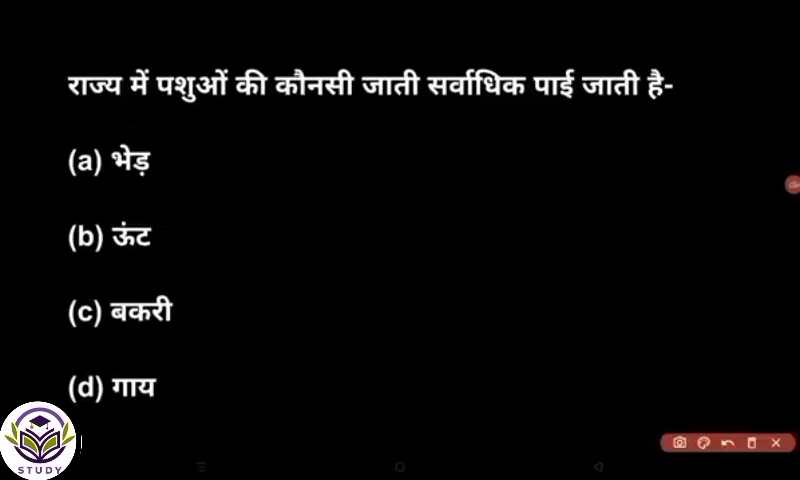 राज्य में पशुओं की कौनसी जाती सर्वाधिक पाई जाती है-
(a) भेड़
(b) ऊंट
(c) बकरी
(d) गाय
STUDY